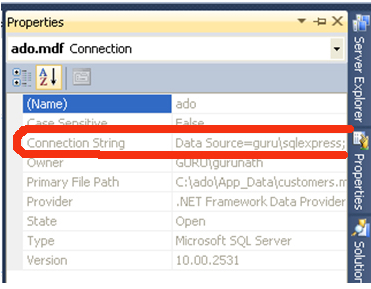 Properties
ado.mdf Connection
(Name) ado
Case Sensitive False
Connection String Data Source=guru\sqlexpress;
Owner GURU\gurunath
Primary File Path C:\ado\App_Data\customers.m
Provider .NET Framework Data Provider
State Open
Type Microsoft SQL Server
Version 10.00.2531
Server Explorer
Properties
Solution